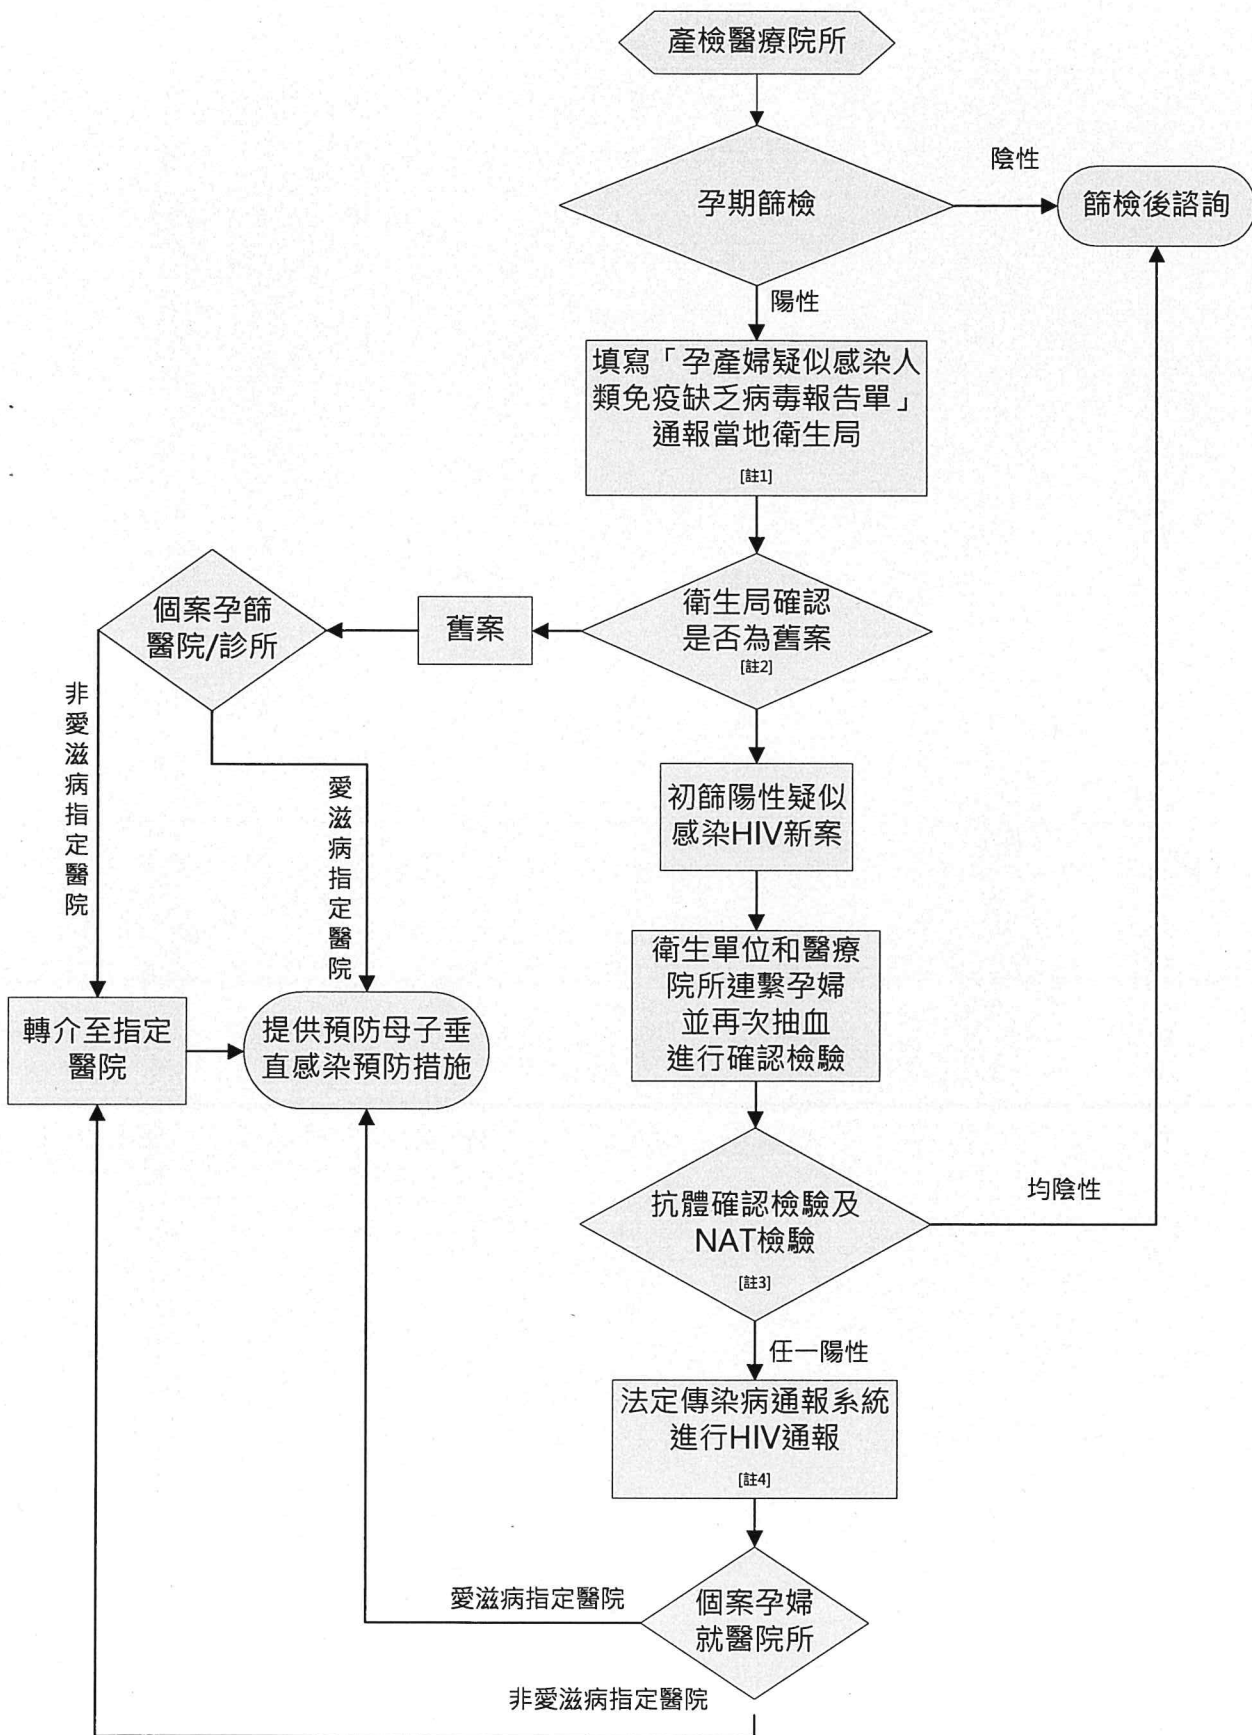 產檢醫療院所
孕期篩檢
陰性
篩檢後諮詢
陽性
填寫「孕產婦疑似感染人
類免疫缺乏病毒報告單」
通報當地衛生局
[註1]
衛生局確認
是否為舊案
[註2]
舊案
個案孕篩
醫院/診所
非愛滋病指定醫院
愛滋病指定醫院
初篩陽性疑似
感染HIV新案
衛生單位和醫療
院所連繫孕婦
並再次抽血
進行確認檢驗
轉介至指定
醫院
提供預防母子垂
直感染預防措施
抗體確認檢驗及
NAT檢驗
[註3]
均陰性
任一陽性
法定傳染病通報系統
進行HIV通報
[註4]
個案孕婦
就醫院所
愛滋病指定醫院
非愛滋病指定醫院